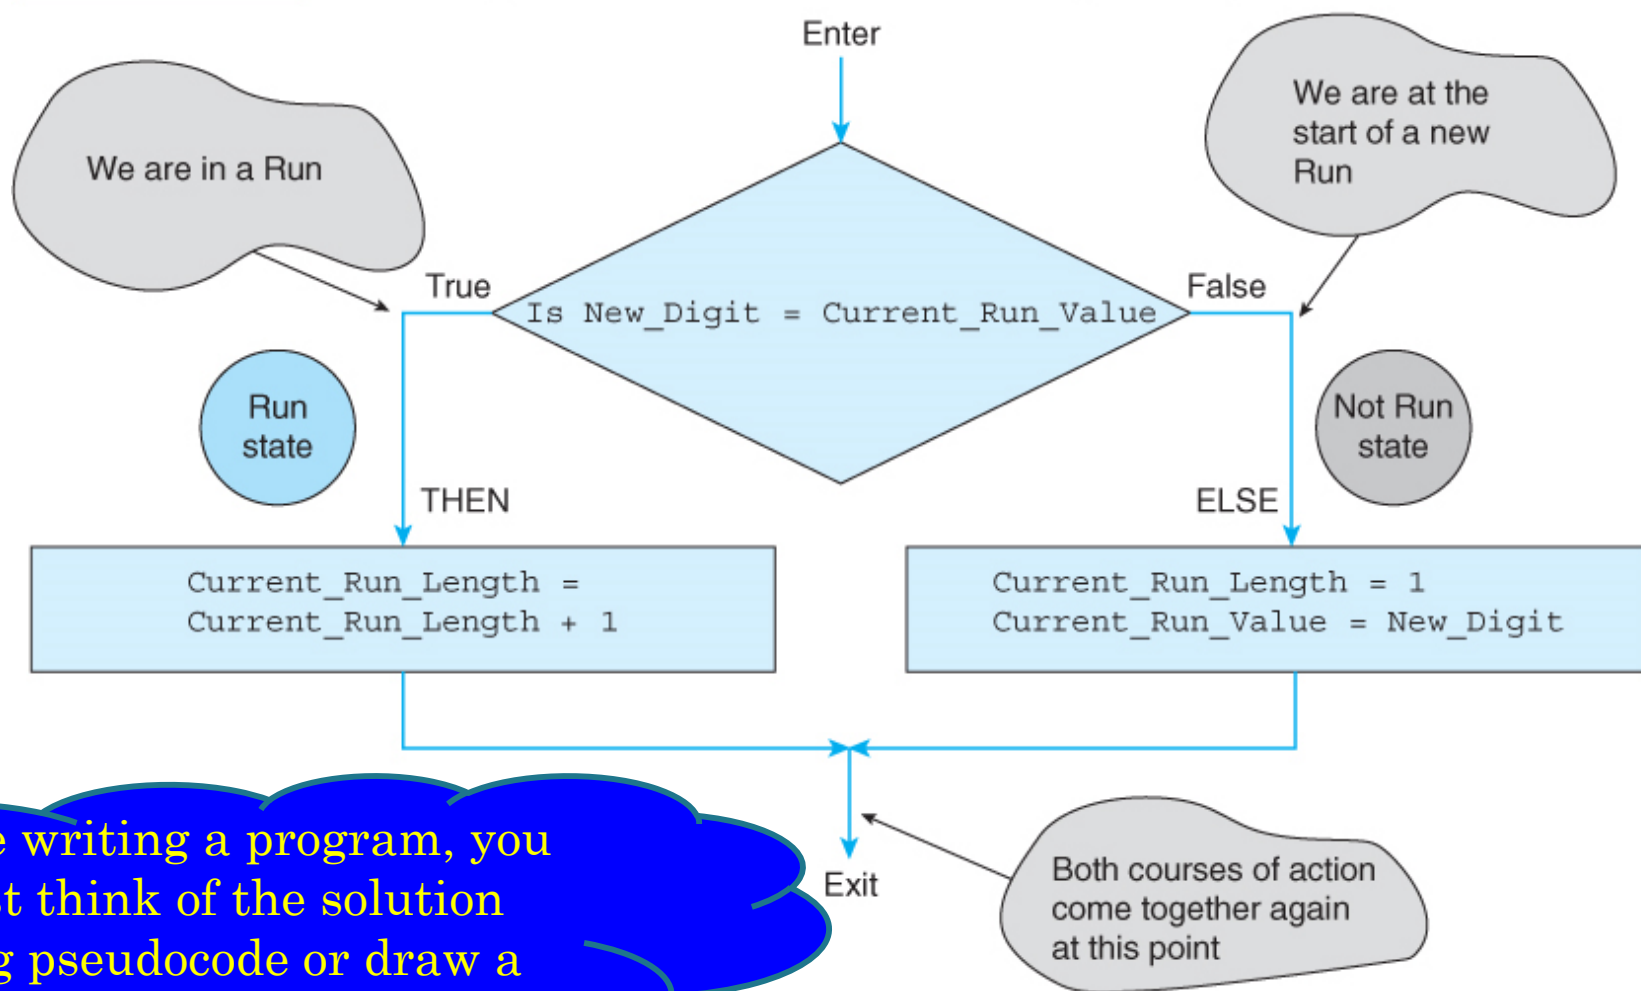 Enter
We are in a Run
We are at the
start of a new
Run
True
Is New_Digit = Current_Run_Value
False
Run
state
Not Run
state
THEN
ELSE
Current_Run_Length =
Current_Run_Length + 1
Current_Run_Length = 1
Current_Run_Value = New_Digit
writing a program, you
think of the solution
pseudocode or draw a
Exit
Both courses of action
come together again
at this point